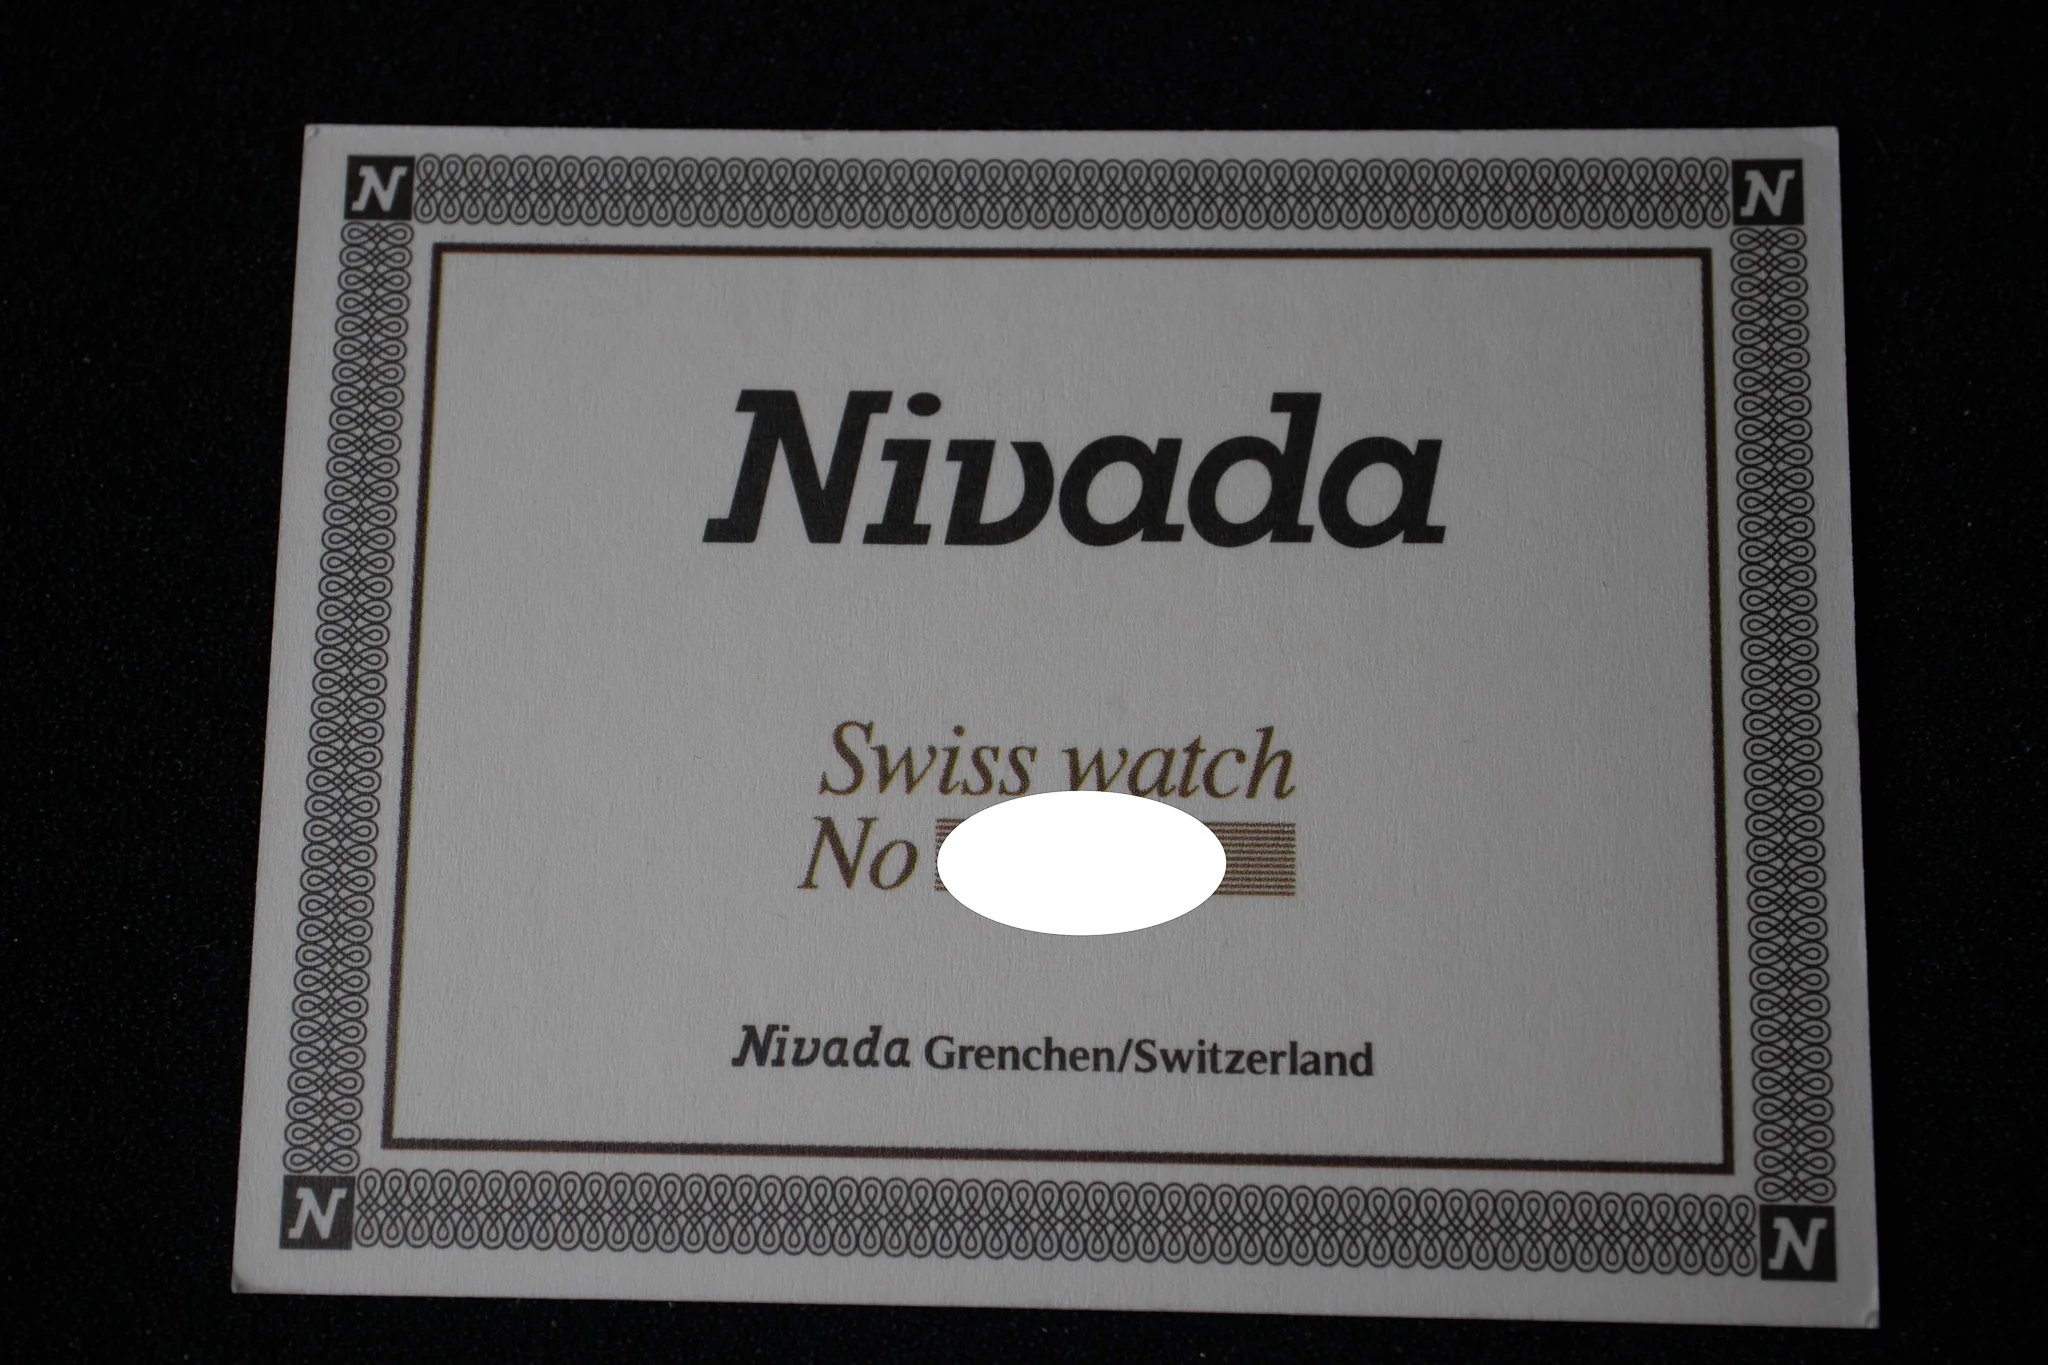 N N
Nivada
Swiss watch
No
Nivada Grenchen/Switzerland
N N